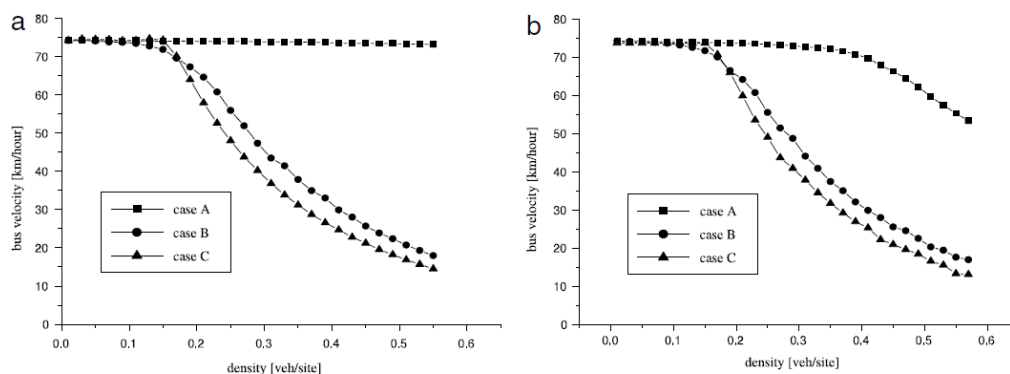 a
80
70
60
50
40
30
20
10
0
bus velocity [km/hour]
case A
case B
case C
0.0 0.1 0.2 0.3 0.4 0.5 0.6
density [veh/site]
b
80
70
60
50
40
30
20
10
0
bus velocity [km/hour]
case A
case B
case C
0.0 0.1 0.2 0.3 0.4 0.5 0.6
density [veh/site]